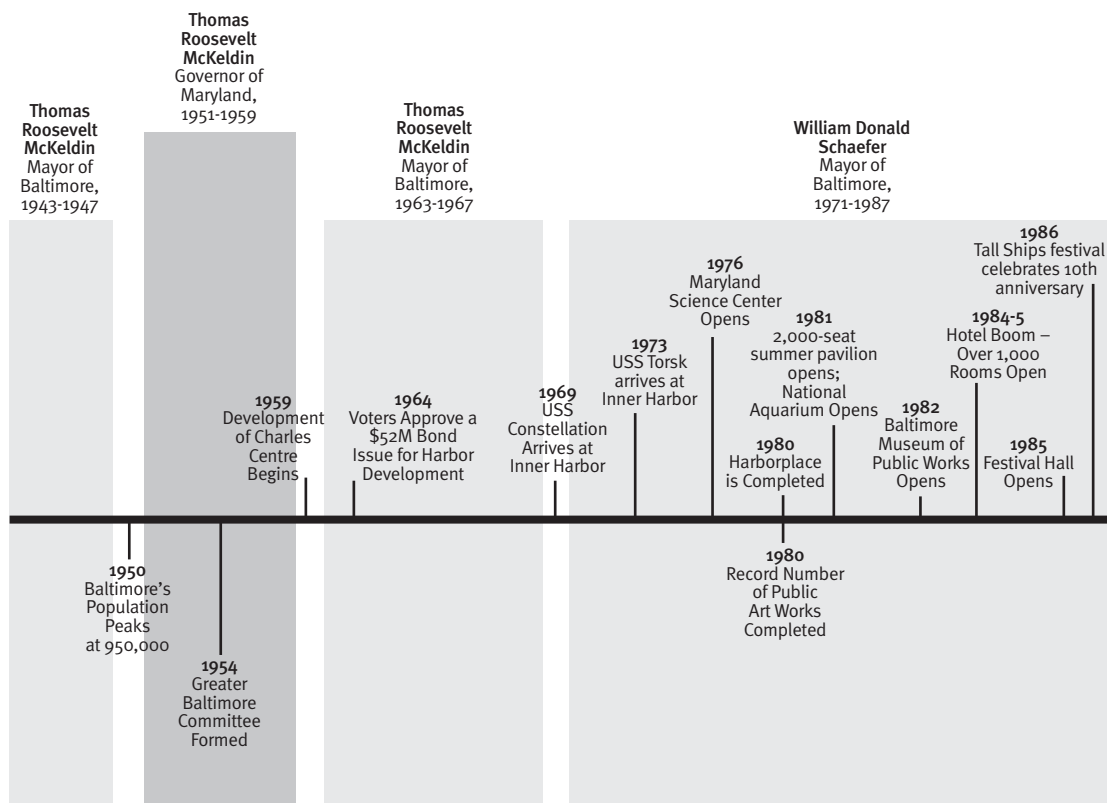 Thomas
Roosevelt
McKeldin
Mayor of
Baltimore,
1943-1947
Thomas
Roosevelt
McKeldin
Governor of
Maryland,
1951-1959
Thomas
Roosevelt
McKeldin
Mayor of
Baltimore,
1963-1967
William Donald
Schaefer
Mayor of
Baltimore,
1971-1987
1950
Baltimore’s
Population
Peaks
at 950,000
1954
Greater
Baltimore
Committee
Formed
1959
Development
of Charles
Centre
Begins
1964
Voters Approve a
$52M Bond
Issue for Harbor
Development
1969
USS
Constellation
Arrives at
Inner Harbor
1973
USS Torsk
arrives at
Inner Harbor
1976
Maryland
Science Center
Opens
1980
Harborplace
is Completed
1980
Record Number
of Public
Art Works
Completed
1981
2,000-seat
summer pavilion
opens;
National
Aquarium Opens
1982
Baltimore
Museum of
Public Works
Opens
1984-5
Hotel Boom –
Over 1,000
Rooms Open
1985
Festival Hall
Opens
1986
Tall Ships festival
celebrates 10th
anniversary